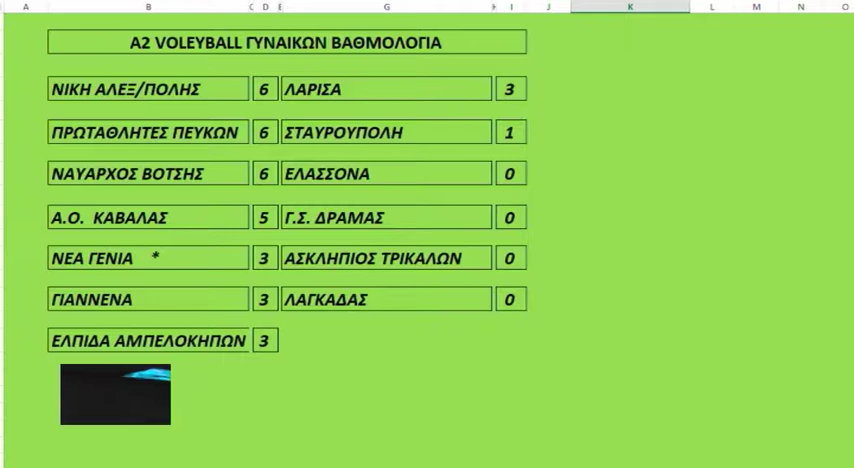 A B C D E G H I J K L M N O
A2 VOLEYBALL ΓΥΝΑΙΚΩΝ ΒΑΘΜΟΛΟΓΙΑ
ΝΙΚΗ ΑΛΕΞ/ΠΟΛΗΣ 6 ΛΑΡΙΣΑ 3
ΠΡΩΤΑΘΛΗΤΕΣ ΠΕΥΚΩΝ 6 ΣΤΑΥΡΟΥΠΟΛΗ 1
ΝΑΥΑΡΧΟΣ ΒΟΤΣΗΣ 6 ΕΛΑΣΣΟΝΑ 0
Α.Ο. ΚΑΒΑΛΑΣ 5 Γ.Σ. ΔΡΑΜΑΣ 0
ΝΕΑ ΓΕΝΙΑ * 3 ΑΣΚΛΗΠΙΟΣ ΤΡΙΚΑΛΩΝ 0
ΓΙΑΝΝΕΝΑ 3 ΛΑΓΚΑΔΑΣ 0
ΕΛΠΙΔΑ ΑΜΠΕΛΟΚΗΠΩΝ 3